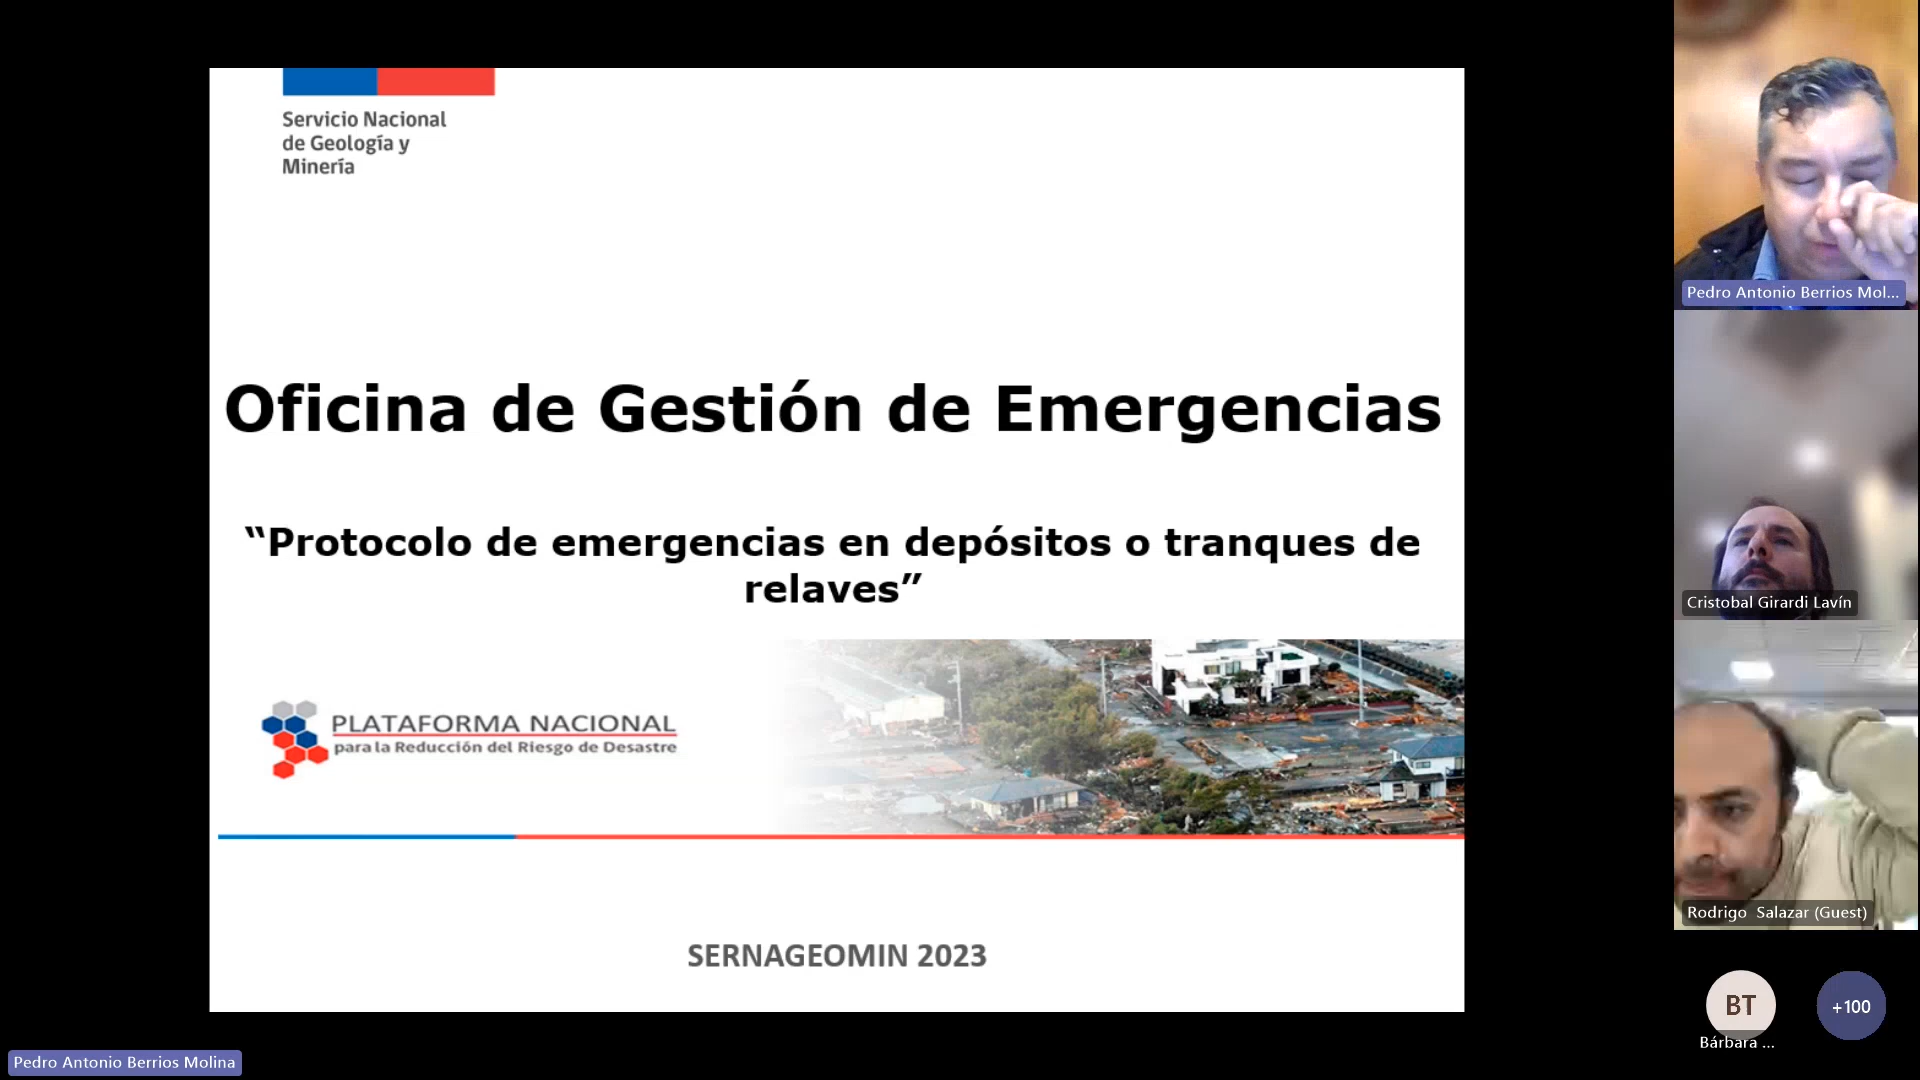 Servicio Nacional
de Geología y
Minería
Oficina de Gestión de Emergencias
“Protocolo de emergencias en depósitos o tranques de
relaves”
PLATAFORMA NACIONAL
para la Reducción del Riesgo de Desastre
SERNAGEOMIN 2023
Pedro Antonio Berrios Mol...
Cristobal Girardi Lavín
Rodrigo Salazar (Guest)
BT
+100
Bárbara ...
Pedro Antonio Berrios Molina